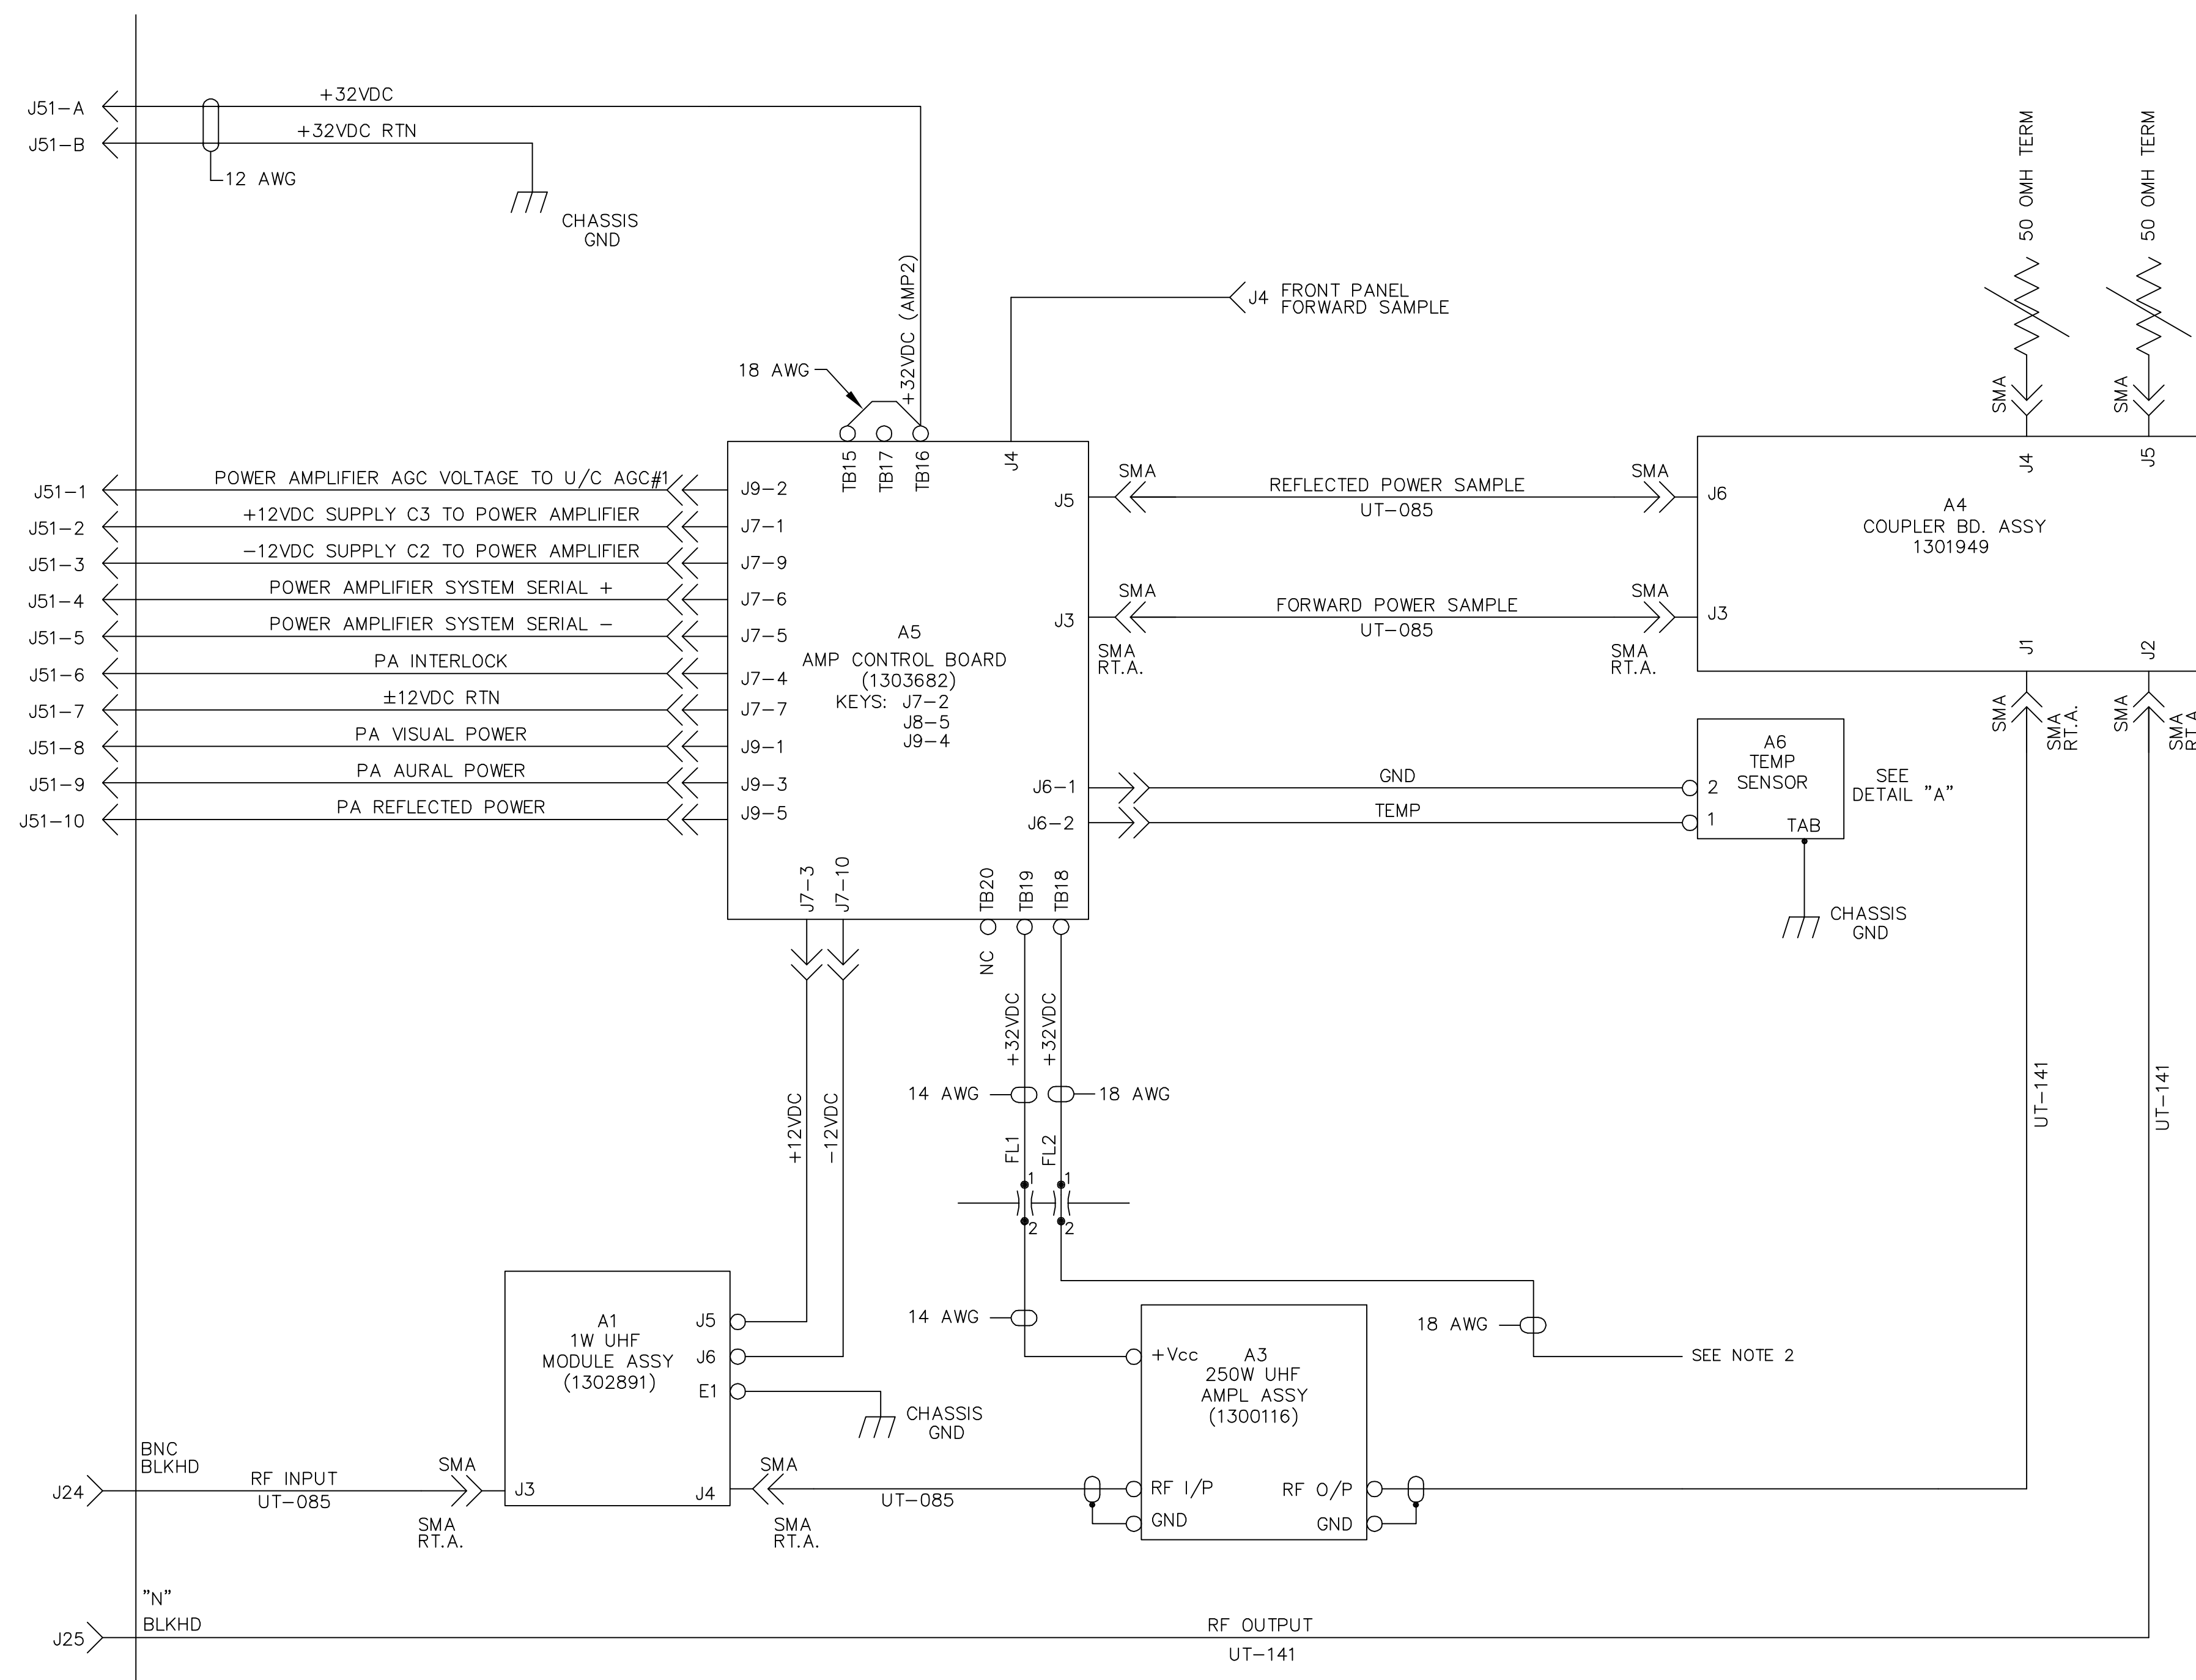 J51-A
+32VDC
J51-B
+32VDC RTN
12 AWG
CHASSIS
GND
+32VDC (AMP2)
18 AWG
J4 FRONT PANEL
FORWARD SAMPLE
50 OMH TERM
50 OMH TERM
SMA
SMA
J51-1
POWER AMPLIFIER AGC VOLTAGE TO U/C AGC#1
J9-2
J51-2
+12VDC SUPPLY C3 TO POWER AMPLIFIER
J7-1
J51-3
-12VDC SUPPLY C2 TO POWER AMPLIFIER
J7-9
J51-4
POWER AMPLIFIER SYSTEM SERIAL +
J7-6
J51-5
POWER AMPLIFIER SYSTEM SERIAL -
J7-5
J51-6
PA INTERLOCK
J7-4
J51-7
±12VDC RTN
J7-7
J51-8
PA VISUAL POWER
J9-1
J51-9
PA AURAL POWER
J9-3
J51-10
PA REFLECTED POWER
J9-5
TB15
TB17
TB16
J4
J5
J3
A5
AMP CONTROL BOARD
(1303682)
KEYS: J7-2
J8-5
J9-4
J6-1
J6-2
J7-3
J7-10
TB20
TB19
TB18
NC
SMA
REFLECTED POWER SAMPLE
UT-085
SMA
SMA
FORWARD POWER SAMPLE
UT-085
SMA
SMA
RT.A.
SMA
RT.A.
J4
J5
J6
A4
COUPLER BD. ASSY
1301949
J3
J1
J2
SMA
SMA
RT.A.
SMA
SMA
RT.A.
GND
TEMP
A6
TEMP
SENSOR
2
1
TAB
SEE
DETAIL "A"
CHASSIS
GND
+12VDC
-12VDC
+32VDC
+32VDC
14 AWG
18 AWG
FL1
FL2
1
1
2
2
UT-141
UT-141
14 AWG
18 AWG
SEE NOTE 2
A1
1W UHF
MODULE ASSY
(1302891)
J5
J6
E1
J3
J4
CHASSIS
GND
+Vcc
A3
250W UHF
AMPL ASSY
(1300116)
RF I/P
GND
RF O/P
GND
BNC
BLKHD
J24
RF INPUT
UT-085
SMA
SMA
RT.A.
SMA
UT-085
SMA
RT.A.
"N"
BLKHD
J25
RF OUTPUT
UT-141